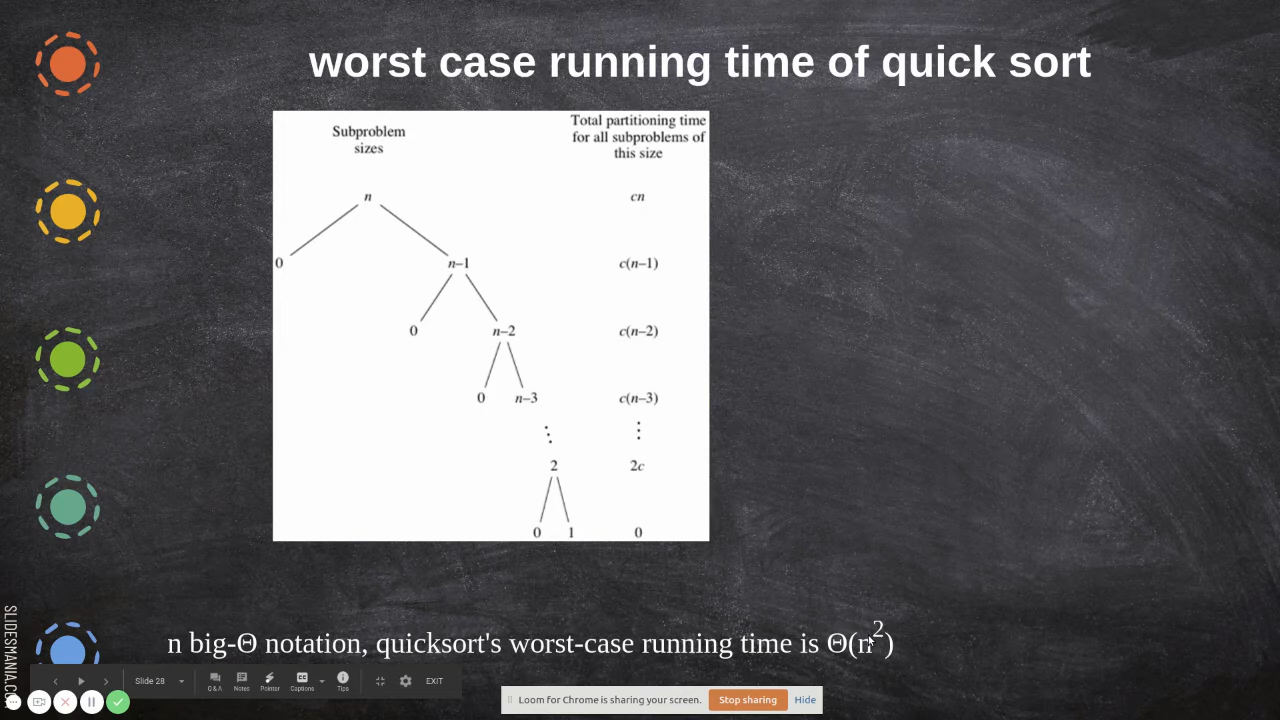 worst case running time of quick sort
Subproblem
sizes
Total partitioning time
for all subproblems of
this size
n
cn
0
n–1
c(n–1)
0
n–2
c(n–2)
0
n–3
c(n–3)
2
2c
0
1
0
n big-Θ notation, quicksort's worst-case running time is Θ(n²)
SLIDESMANIA.CO
Slide 28
Q & A
Notes
Pointer
Captions
Tips
EXIT
Loom for Chrome is sharing your screen.
Stop sharing
Hide